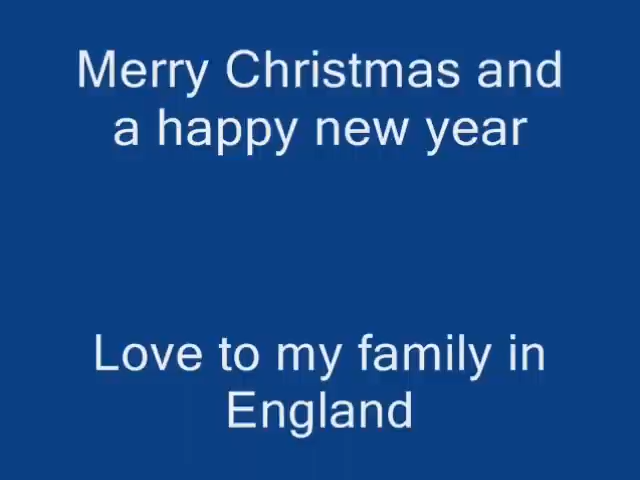 Merry Christmas and
a happy new year
Love to my family in
England